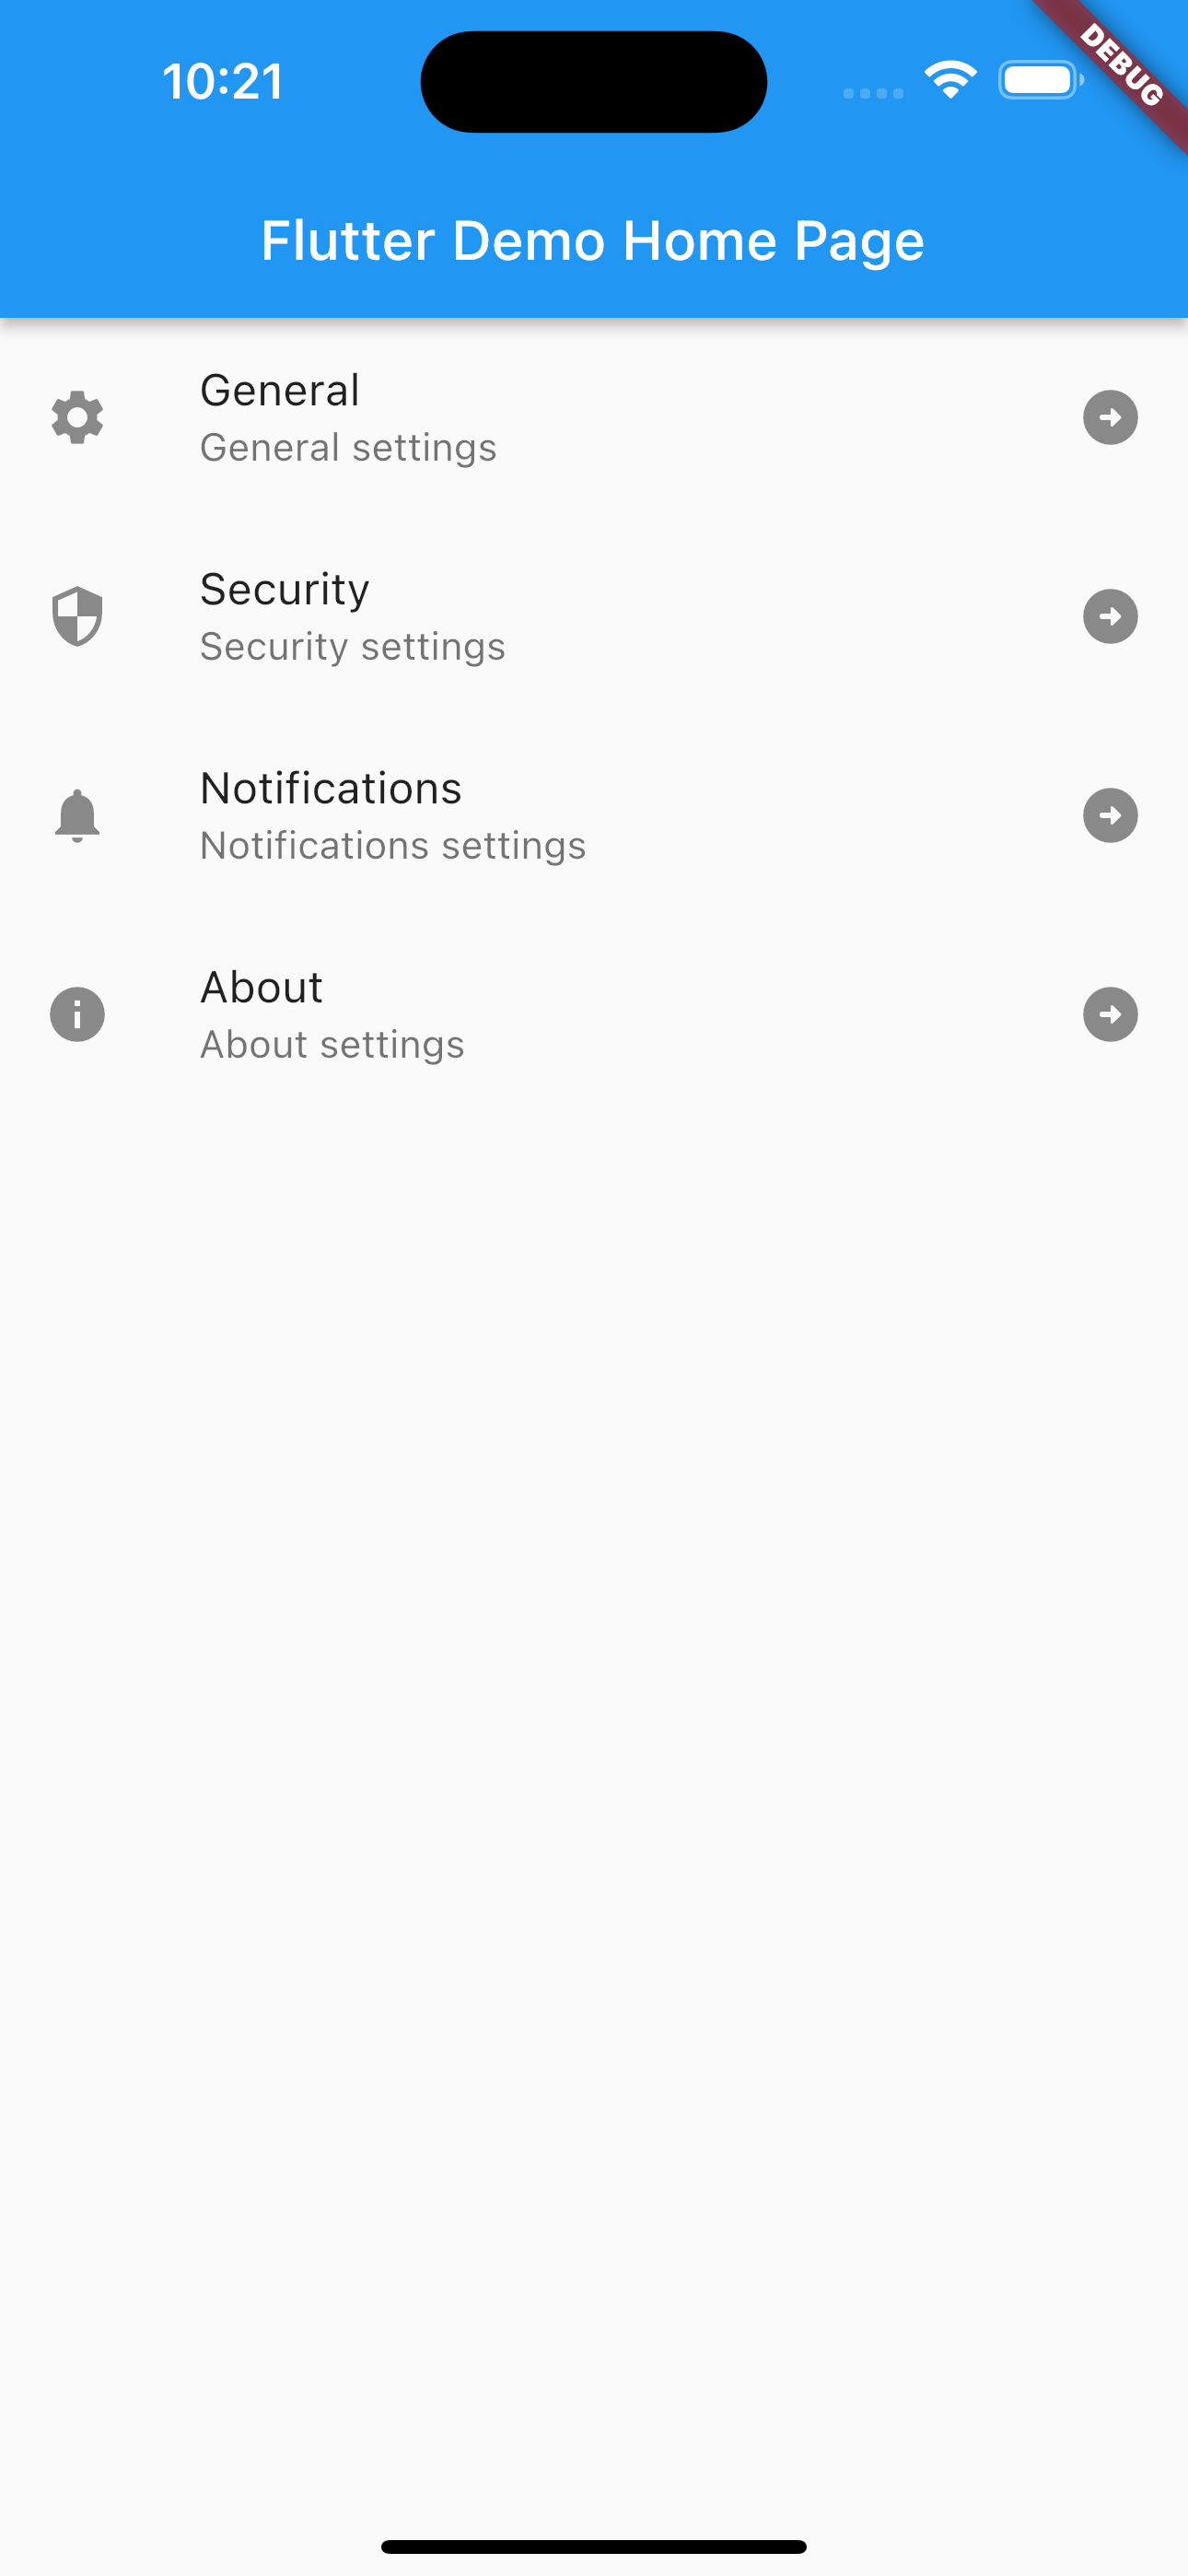 10:21
DEBUG
Flutter Demo Home Page
General
General settings
Security
Security settings
Notifications
Notifications settings
About
About settings